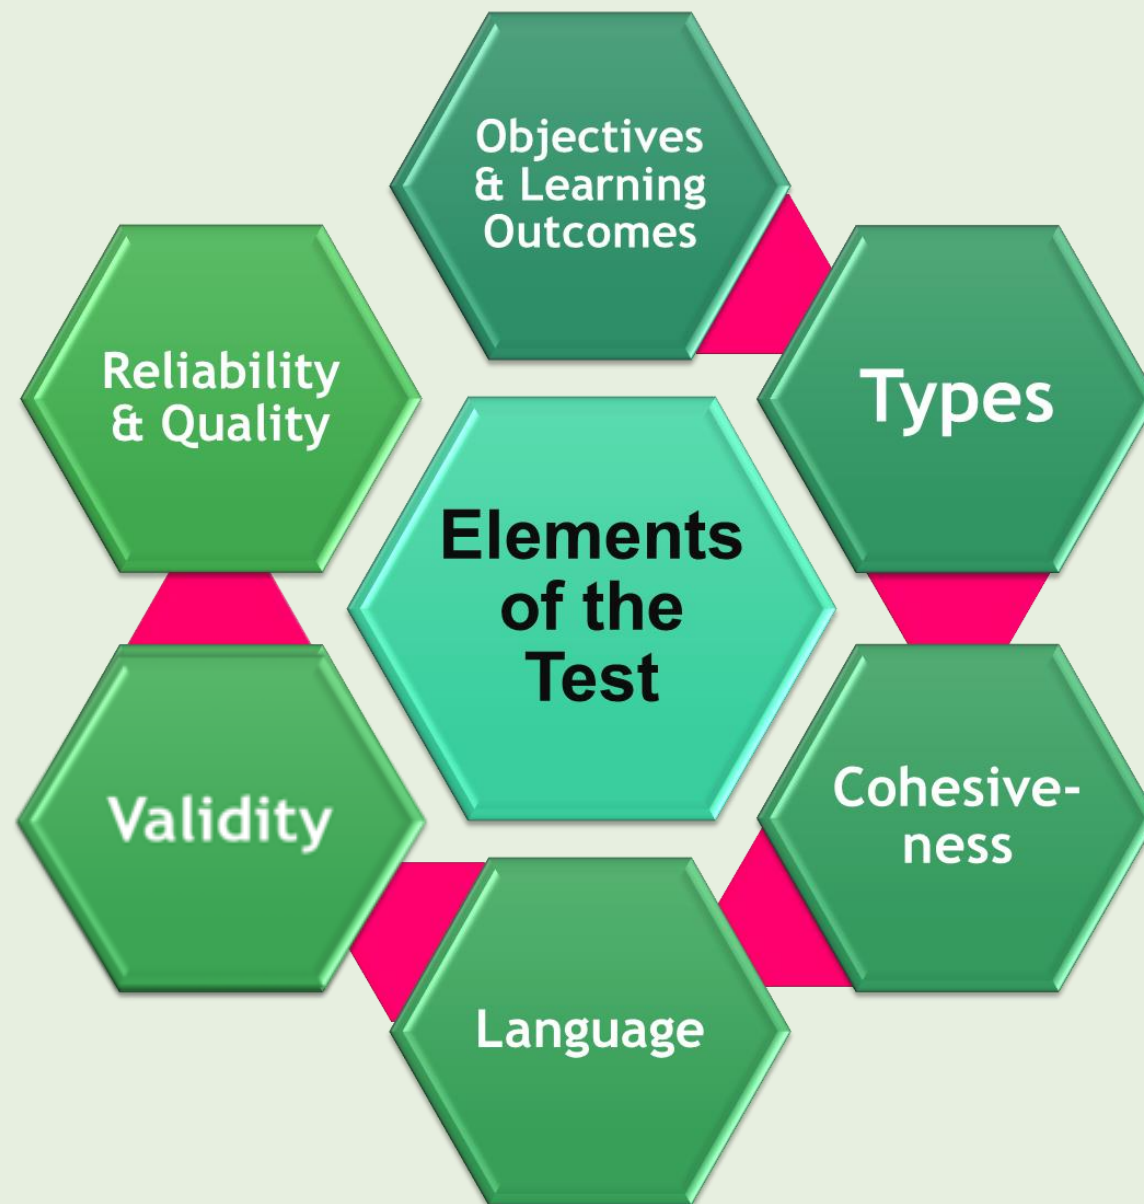 Objectives
& Learning
Outcomes
Types
Cohesive-
ness
Language
Validity
Reliability
& Quality
Elements
of the
Test